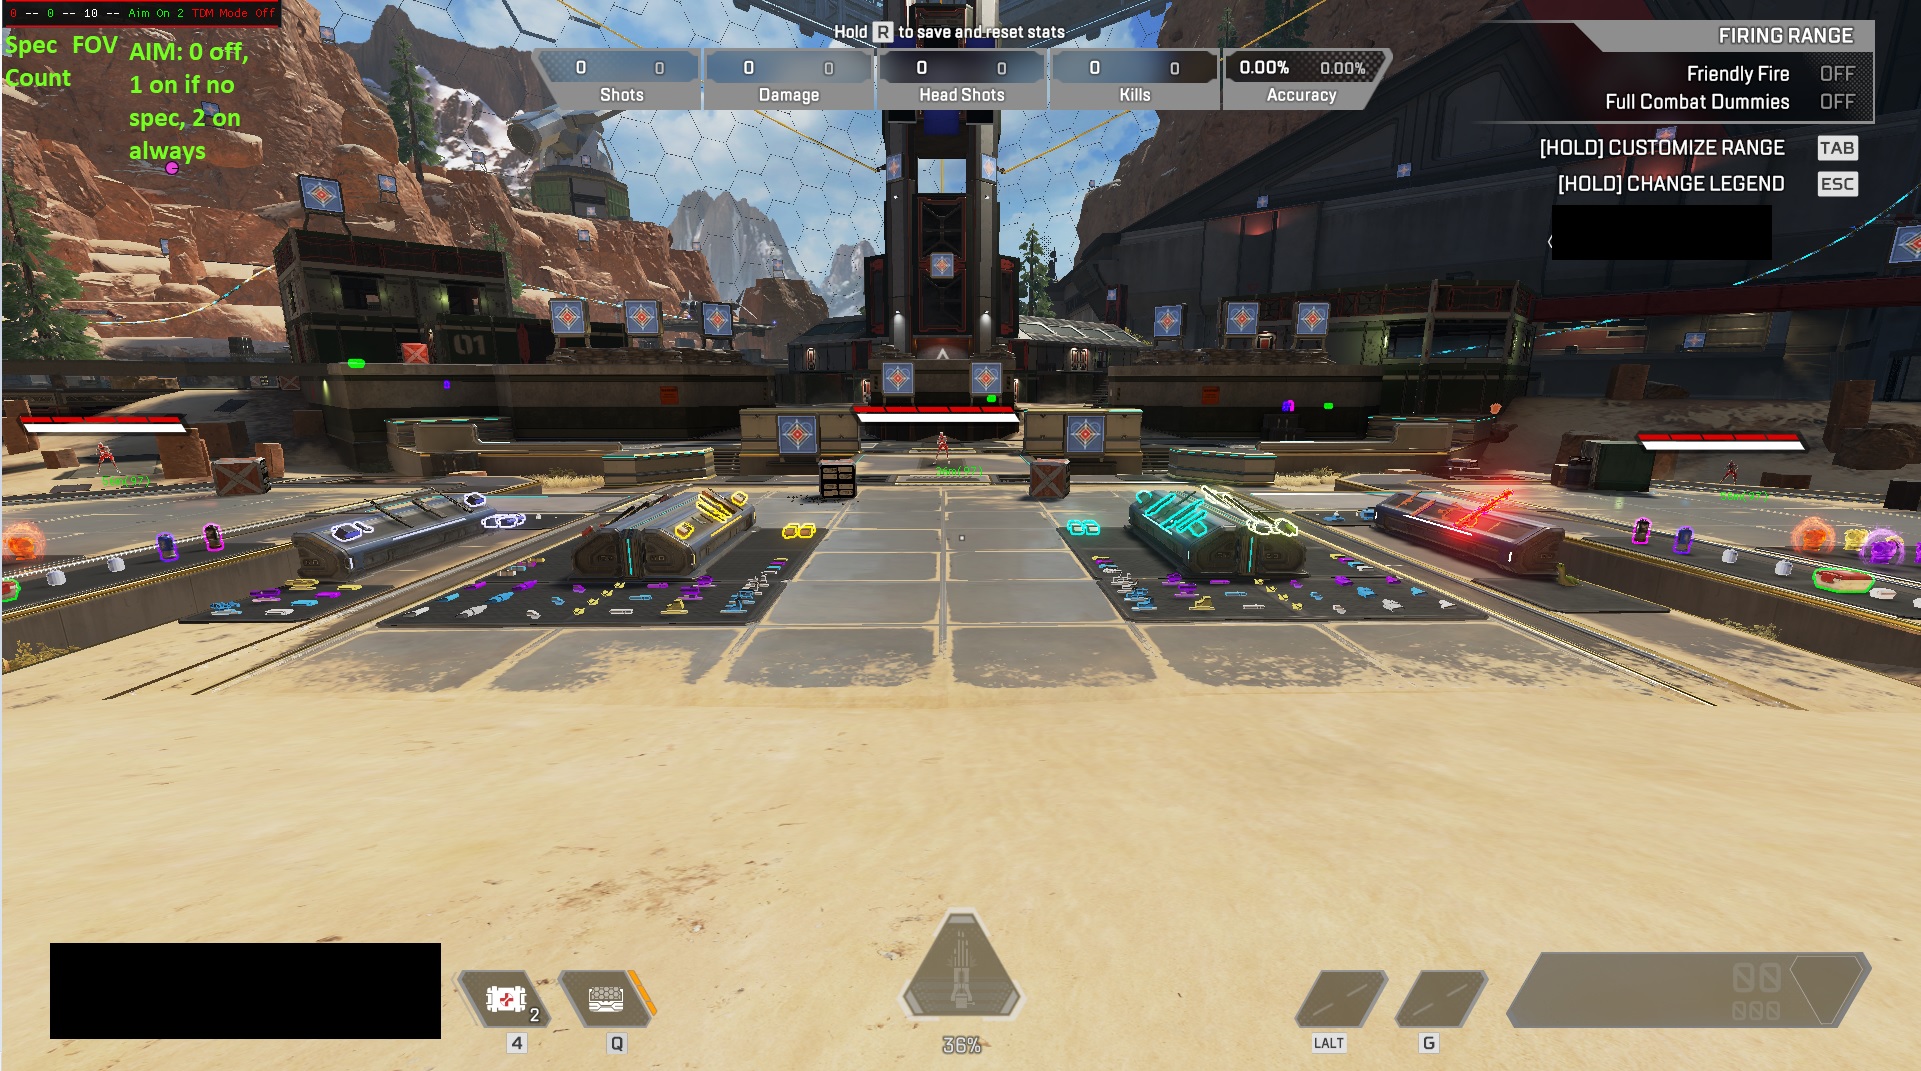 0 -- 0 -- 10 -- Aim On 2 TDM Mode Off
Spec FOV
Count
AIM: 0 off,
1 on if no
spec, 2 on
always
Hold R to save and reset stats
0 0 0 0 0 0 0 0 0.00% 0.00%
Shots Damage Head Shots Kills Accuracy
FIRING RANGE
Friendly Fire OFF
Full Combat Dummies OFF
[HOLD] CUSTOMIZE RANGE TAB
[HOLD] CHANGE LEGEND ESC
01
2
4 Q
36%
LALT G
00
000